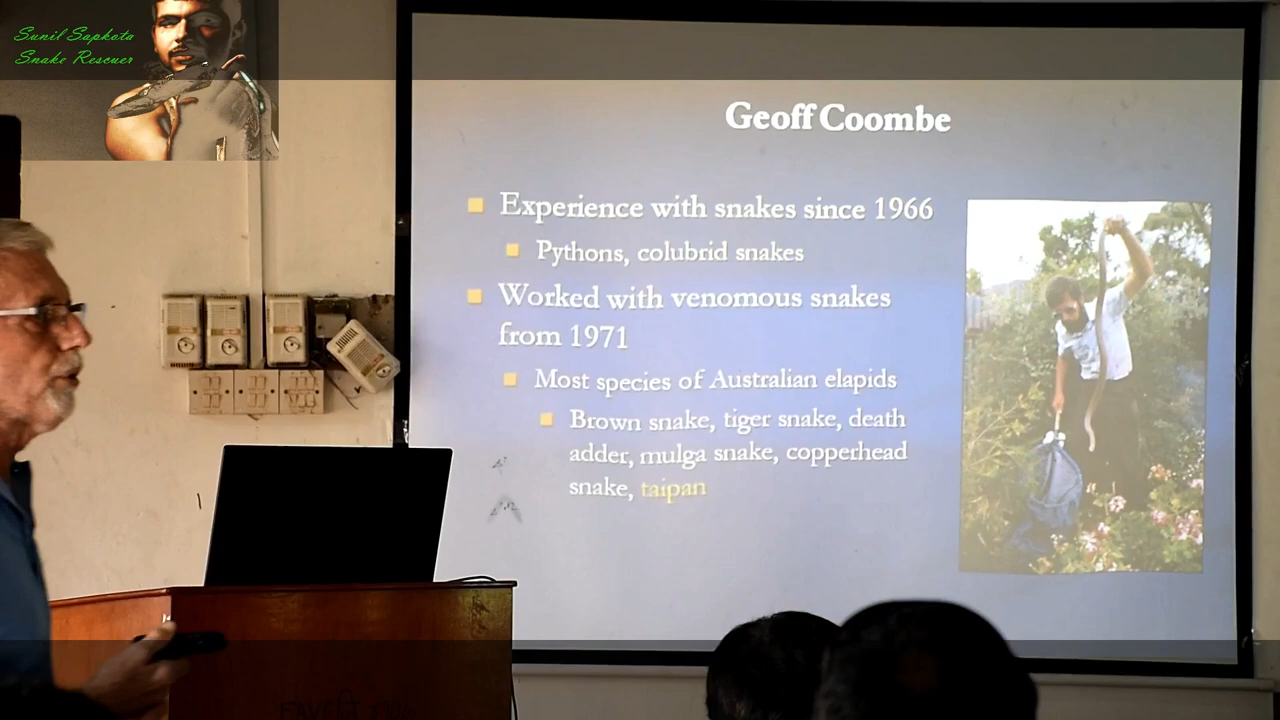 Sunil Sapkota
Snake Rescuer
Geoff Coombe
Experience with snakes since 1966
Pythons, colubrid snakes
Worked with venomous snakes
from 1971
Most species of Australian elapids
Brown snake, tiger snake, death
adder, mulga snake, copperhead
snake, taipan